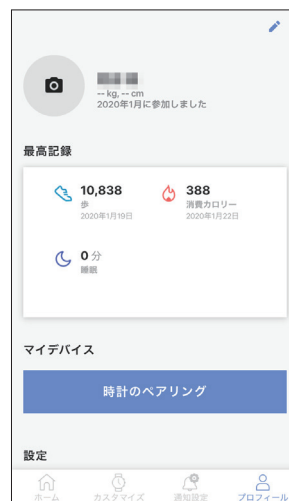 -- kg, -- cm
2020年1月に参加しました
最高記録
10,838
歩
2020年1月19日
388
消費カロリー
2020年1月22日
0 分
睡眠
マイデバイス
時計のペアリング
設定
ホーム
カスタマイズ
通知設定
プロフィール